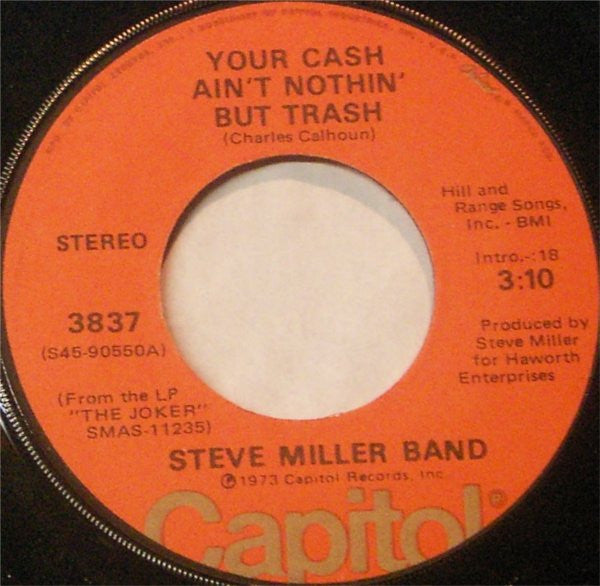 YOUR CASH
AIN'T NOTHIN'
BUT TRASH
(Charles Calhoun)
Hill and
Range Songs,
Inc. - BMI
STEREO
Intro.-:18
3:10
3837
(S45-90550A)
Produced by
Steve Miller
for Haworth
Enterprises
(From the LP
"THE JOKER"
SMAS-11235)
STEVE MILLER BAND
℗1973 Capitol Records, Inc.
Capitol®